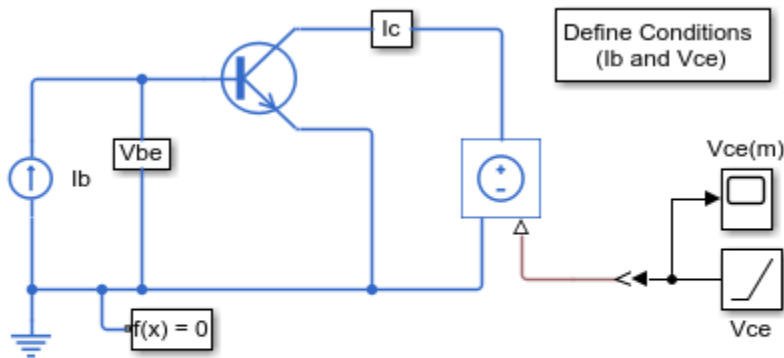 Ic
Define Conditions
(Ib and Vce)
Vbe
Ib
Vce(m)
f(x) = 0
Vce